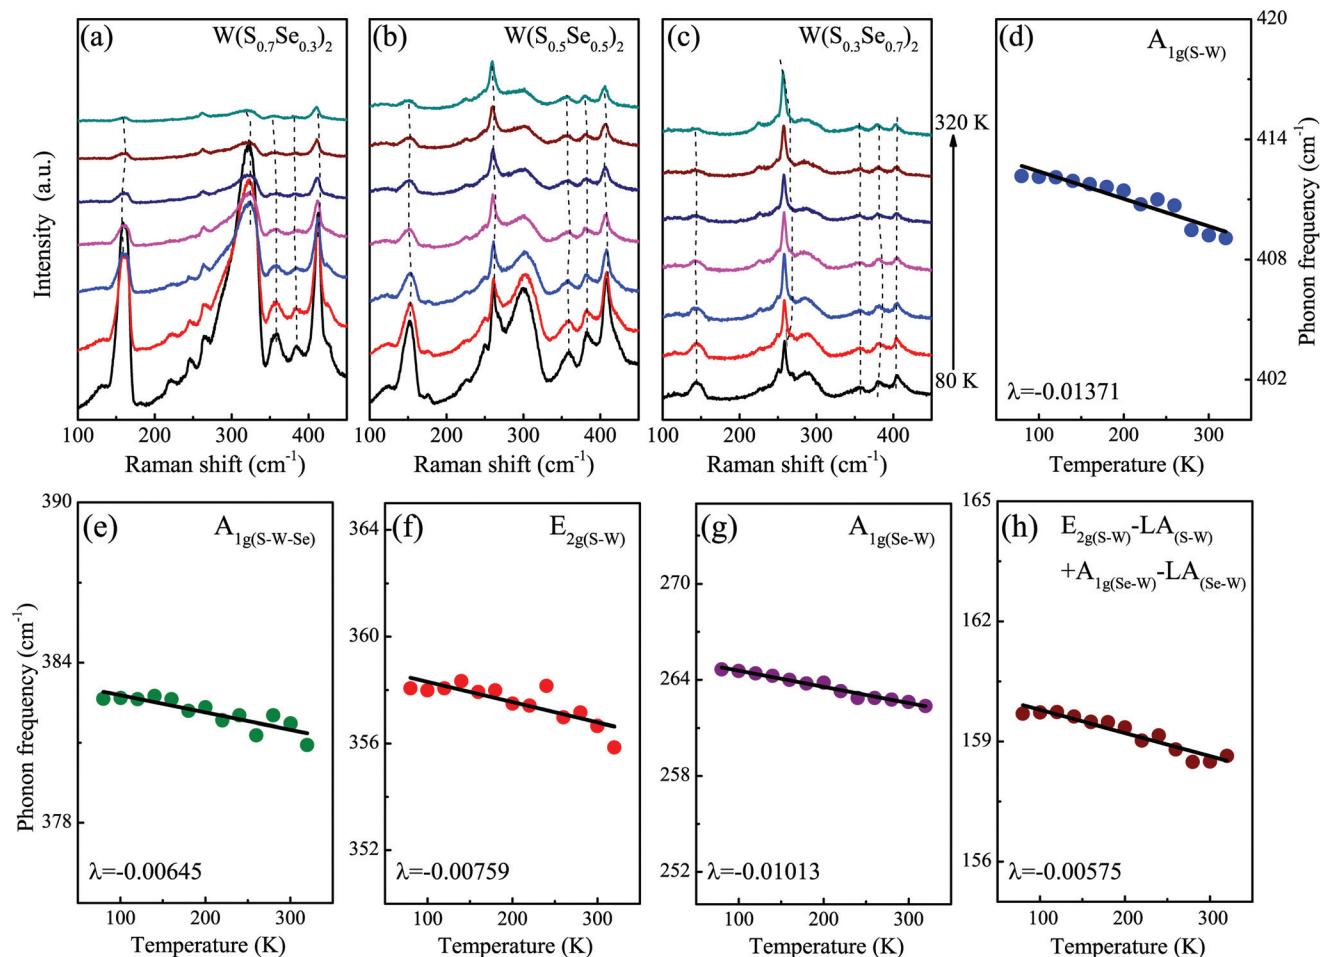 (a) W(S0.7Se0.3)2
(b) W(S0.5Se0.5)2
(c) W(S0.3Se0.7)2
320 K
80 K
Intensity (a.u.)
100 200 300 400
Raman shift (cm-1)
100 200 300 400
Raman shift (cm-1)
100 200 300 400
Raman shift (cm-1)
(d) A1g(S-W)
420
414
408
402
Phonon frequency (cm-1)
λ=-0.01371
100 200 300
Temperature (K)
(e) A1g(S-W-Se)
390
384
378
Phonon frequency (cm-1)
λ=-0.00645
100 200 300
Temperature (K)
(f) E2g(S-W)
364
360
356
352
λ=-0.00759
100 200 300
Temperature (K)
(g) A1g(Se-W)
270
264
258
252
λ=-0.01013
100 200 300
Temperature (K)
(h) E2g(S-W)-LA(S-W)
+A1g(Se-W)-LA(Se-W)
165
162
159
156
λ=-0.00575
100 200 300
Temperature (K)